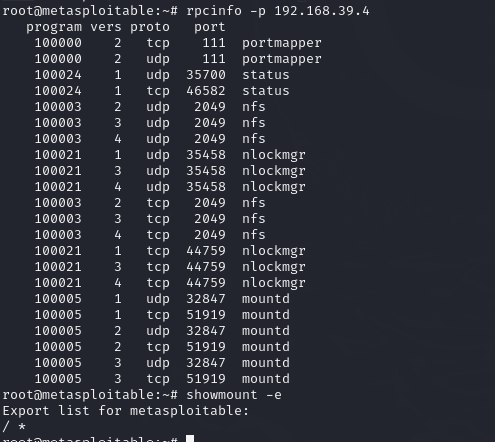 root@metasploitable:~# rpcinfo -p 192.168.39.4
   program vers proto   port
    100000    2   tcp    111  portmapper
    100000    2   udp    111  portmapper
    100024    1   udp  35700  status
    100024    1   tcp  46582  status
    100003    2   udp   2049  nfs
    100003    3   udp   2049  nfs
    100003    4   udp   2049  nfs
    100021    1   udp  35458  nlockmgr
    100021    3   udp  35458  nlockmgr
    100021    4   udp  35458  nlockmgr
    100003    2   tcp   2049  nfs
    100003    3   tcp   2049  nfs
    100003    4   tcp   2049  nfs
    100021    1   tcp  44759  nlockmgr
    100021    3   tcp  44759  nlockmgr
    100021    4   tcp  44759  nlockmgr
    100005    1   udp  32847  mountd
    100005    1   tcp  51919  mountd
    100005    2   udp  32847  mountd
    100005    2   tcp  51919  mountd
    100005    3   udp  32847  mountd
    100005    3   tcp  51919  mountd
root@metasploitable:~# showmount -e
Export list for metasploitable:
/ *
root@metasploitable:~#